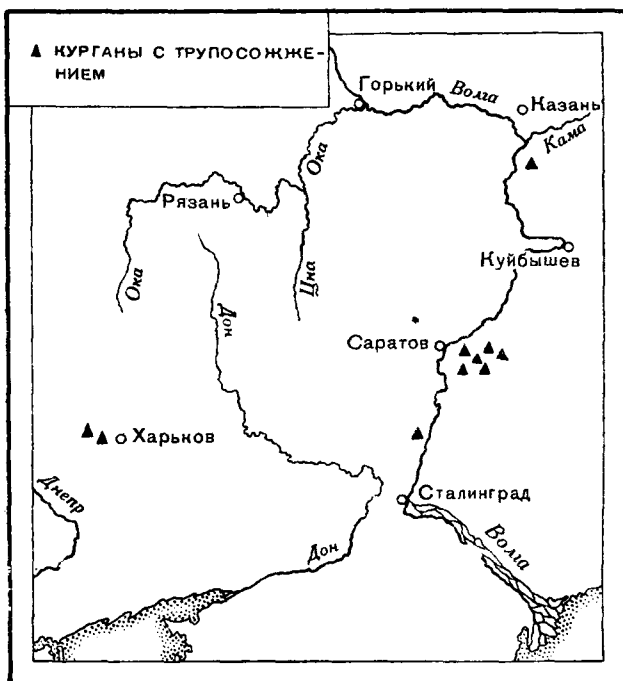 КУРГАНЫ С ТРУПОСОЖЖЕ-
НИЕМ
Горький
Волга
Казань
Кама
Ока
Рязань
Куйбышев
Ока
Цна
Дон
Саратов
Харьков
Днепр
Сталинград
Волга
Дон